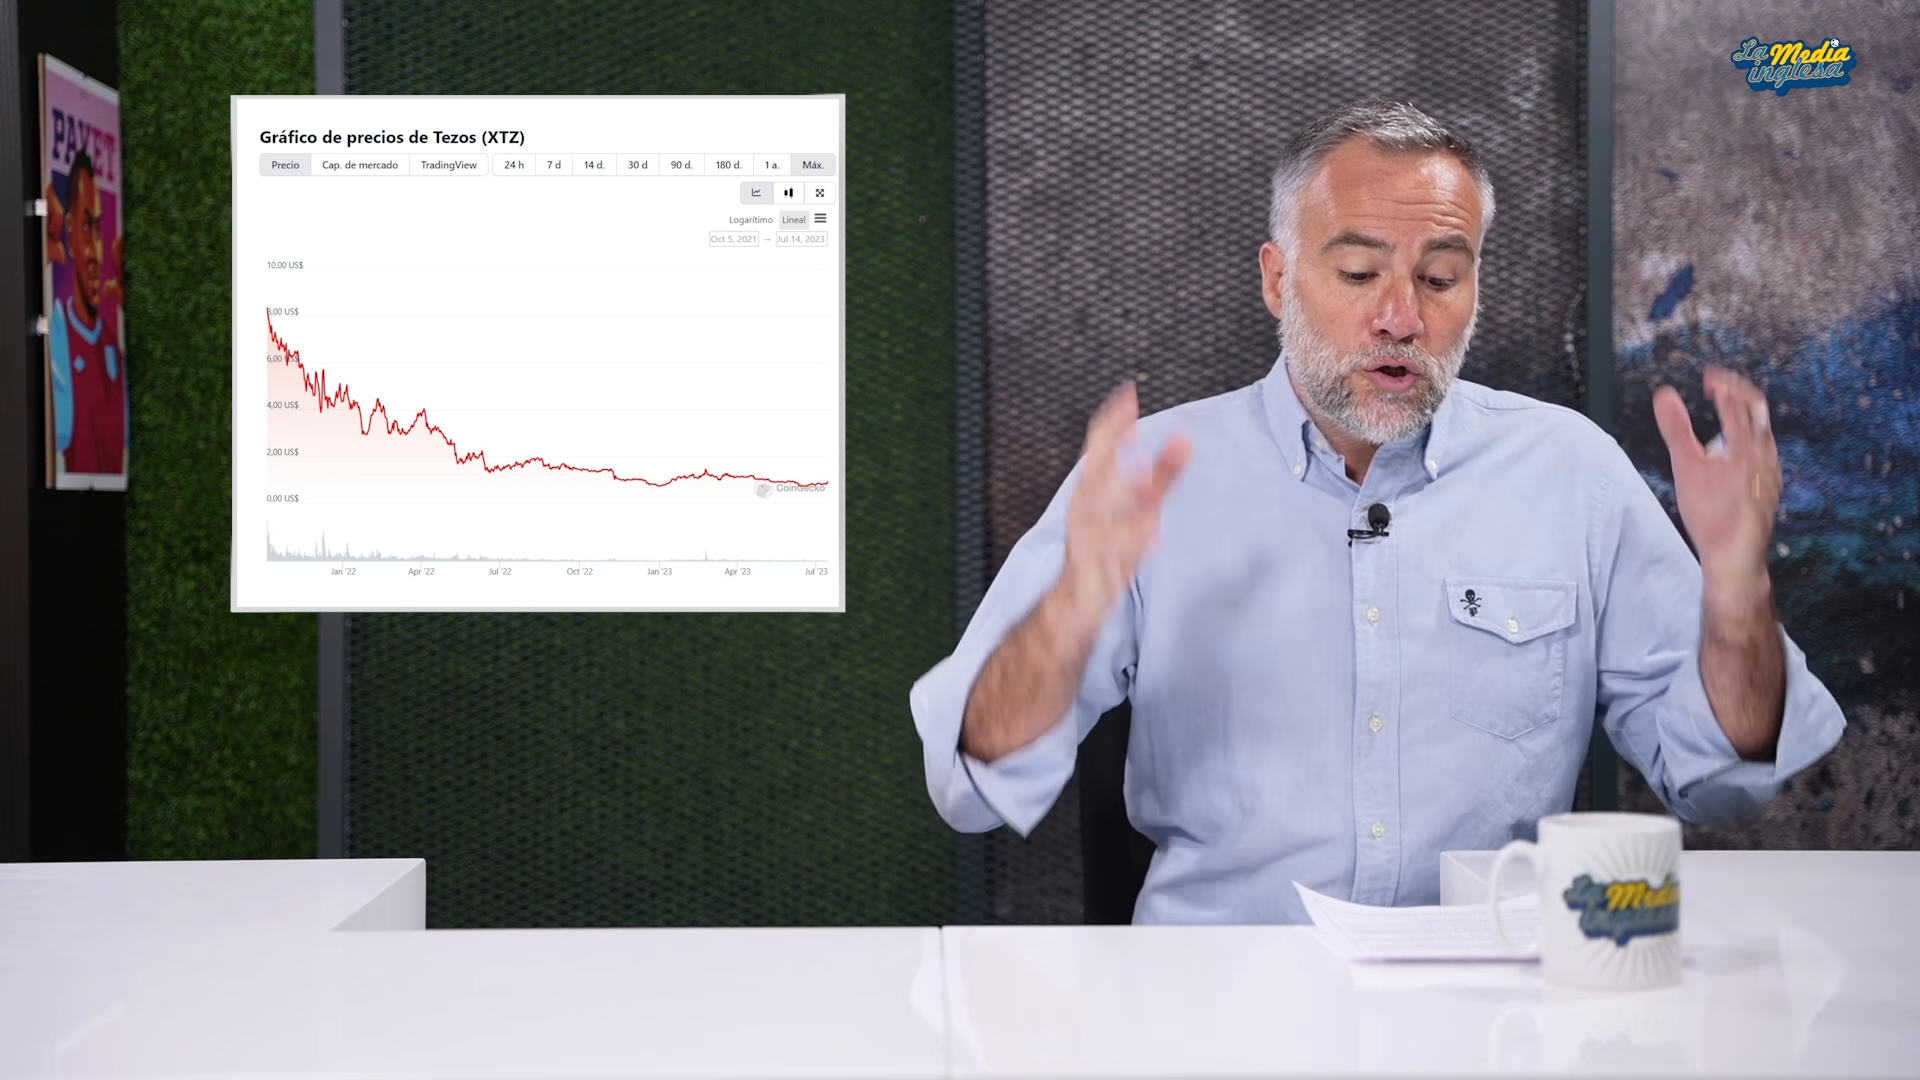 La Media
inglesa
PAYET
Gráfico de precios de Tezos (XTZ)
Precio Cap. de mercado TradingView 24 h 7 d 14 d. 30 d 90 d. 180 d. 1 a. Máx.
Logarítimo Lineal
Oct 5, 2021 → Jul 14, 2023
10,00 US$
8,00 US$
6,00 US$
4,00 US$
2,00 US$
CoinGecko
0,00 US$
Jan '22 Apr '22 Jul '22 Oct '22 Jan '23 Apr '23 Jul '23
La Media
inglesa